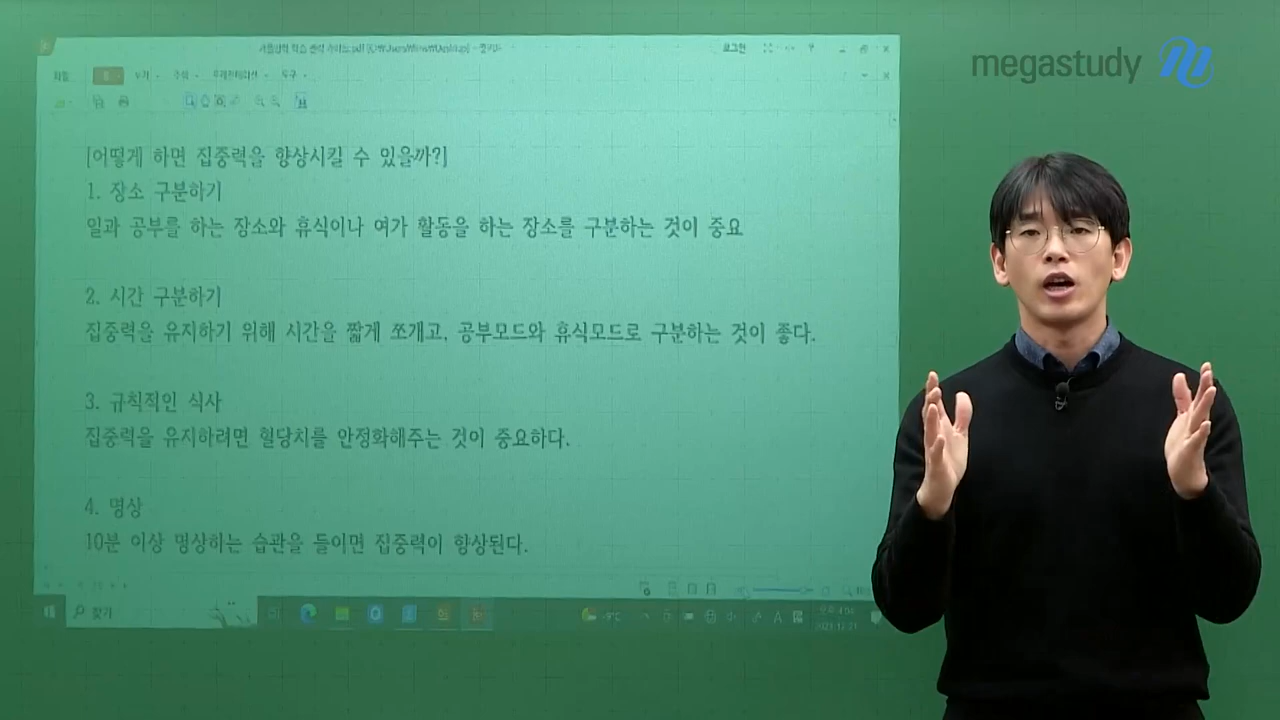 megastudy
로그인
파일
[어떻게 하면 집중력을 향상시킬 수 있을까?]
1. 장소 구분하기
일과 공부를 하는 장소와 휴식이나 여가 활동을 하는 장소를 구분하는 것이 중요
2. 시간 구분하기
집중력을 유지하기 위해 시간을 짧게 쪼개고, 공부모드와 휴식모드로 구분하는 것이 좋다.
3. 규칙적인 식사
집중력을 유지하려면 혈당치를 안정화해주는 것이 중요하다.
4. 명상
10분 이상 명상하는 습관을 들이면 집중력이 향상된다.
찾기